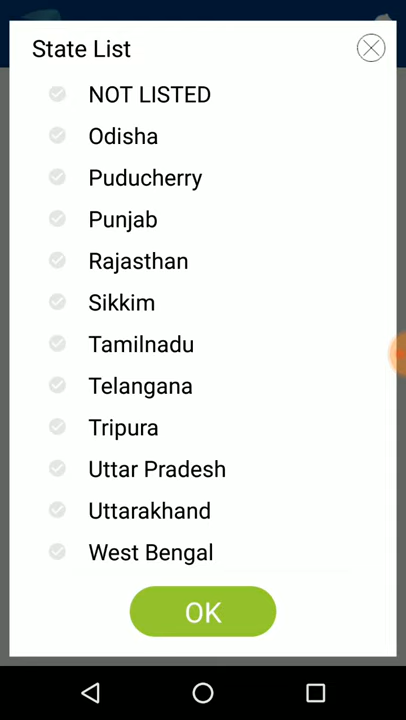 State List
NOT LISTED
Odisha
Puducherry
Punjab
Rajasthan
Sikkim
Tamilnadu
Telangana
Tripura
Uttar Pradesh
Uttarakhand
West Bengal
OK